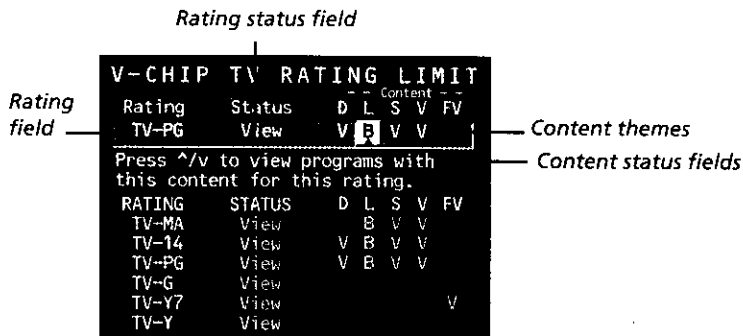 Rating status field
V-CHIP TV RATING LIMIT
-- Content --
Rating Status D L S V FV
Rating field
TV-PG View V B V V
Content themes
Press ^/v to view programs with
Content status fields
this content for this rating.
RATING STATUS D L S V FV
TV-MA View B V V
TV-14 View V B V V
TV-PG View V B V V
TV-G View
TV-Y7 View V
TV-Y View